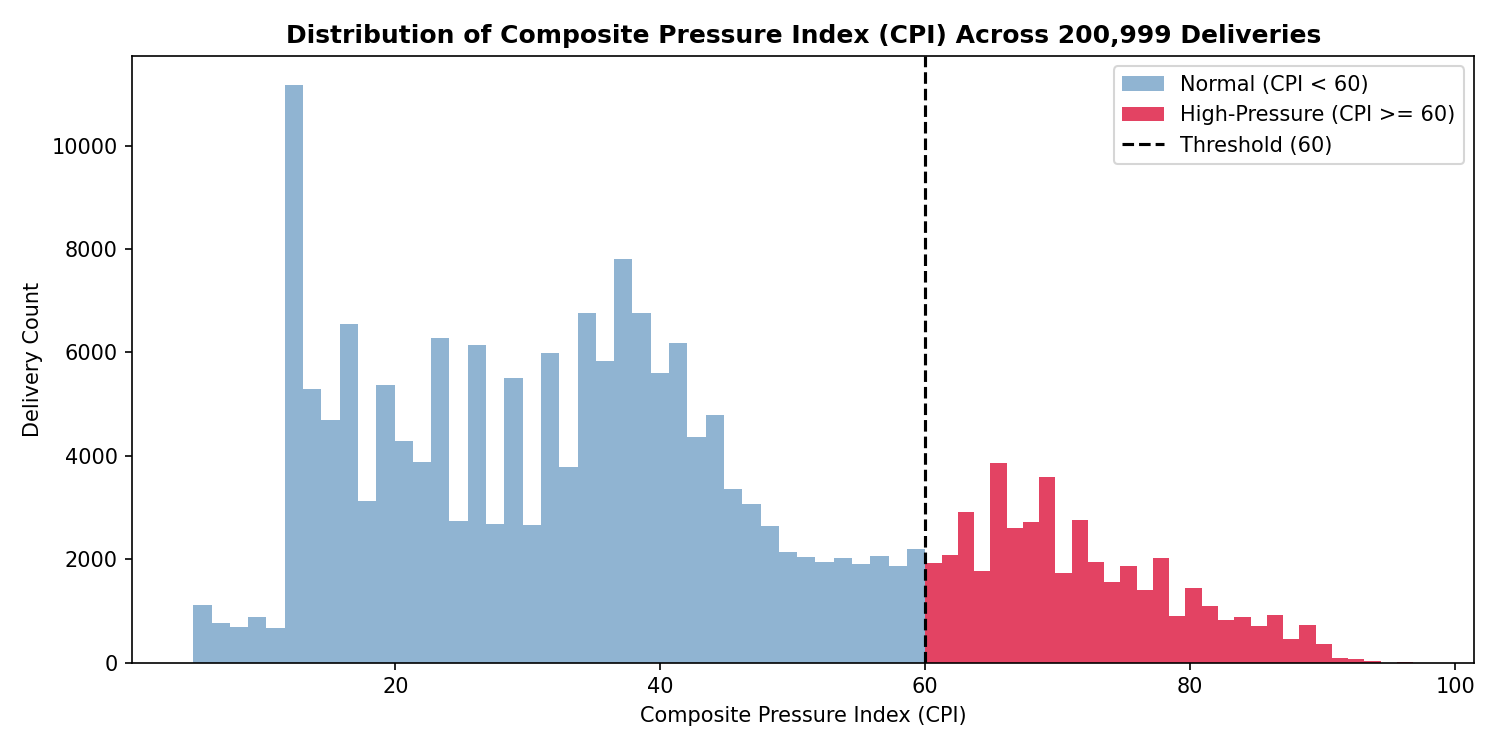 Distribution of Composite Pressure Index (CPI) Across 200,999 Deliveries
Normal (CPI < 60)
High-Pressure (CPI >= 60)
Threshold (60)
Delivery Count
10000
8000
6000
4000
2000
0
20
40
60
80
100
Composite Pressure Index (CPI)